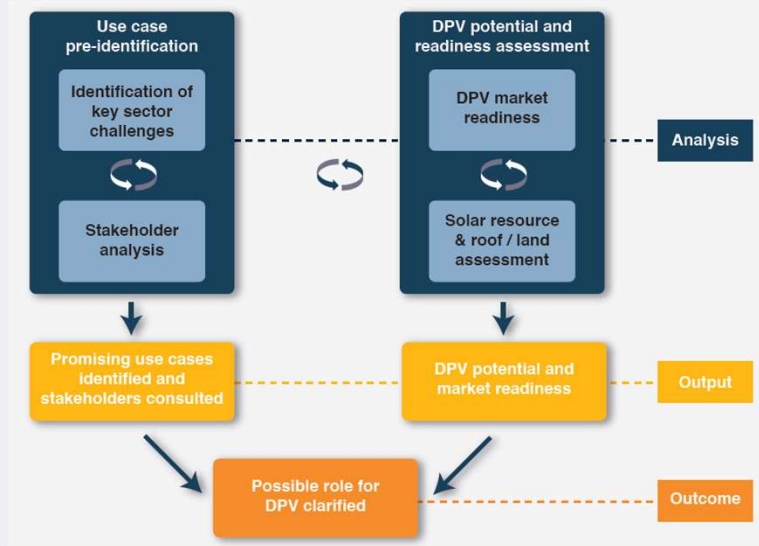 Use case
pre-identification
Identification of
key sector
challenges
Stakeholder
analysis
DPV potential and
readiness assessment
DPV market
readiness
Solar resource
& roof / land
assessment
Analysis
Promising use cases
identified and
stakeholders consulted
DPV potential and
market readiness
Output
Possible role for
DPV clarified
Outcome